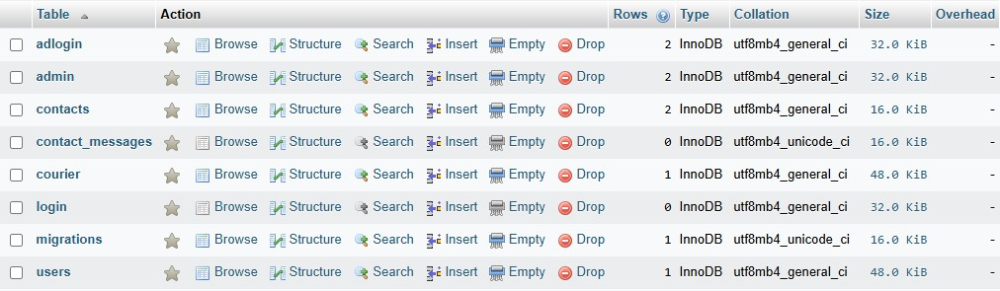 Table Action Rows Type Collation Size Overhead
adlogin Browse Structure Search Insert Empty Drop 2 InnoDB utf8mb4_general_ci 32.0 KiB -
admin Browse Structure Search Insert Empty Drop 2 InnoDB utf8mb4_general_ci 32.0 KiB -
contacts Browse Structure Search Insert Empty Drop 2 InnoDB utf8mb4_general_ci 16.0 KiB -
contact_messages Browse Structure Search Insert Empty Drop 0 InnoDB utf8mb4_unicode_ci 16.0 KiB -
courier Browse Structure Search Insert Empty Drop 1 InnoDB utf8mb4_general_ci 48.0 KiB -
login Browse Structure Search Insert Empty Drop 0 InnoDB utf8mb4_general_ci 32.0 KiB -
migrations Browse Structure Search Insert Empty Drop 1 InnoDB utf8mb4_unicode_ci 16.0 KiB -
users Browse Structure Search Insert Empty Drop 1 InnoDB utf8mb4_general_ci 48.0 KiB -